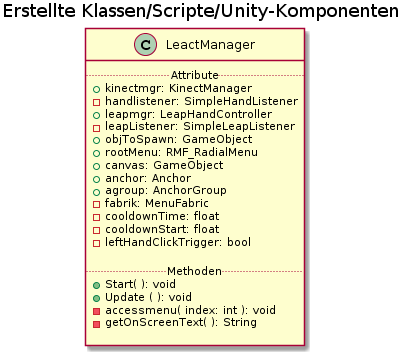 Erstellte Klassen/Scripte/Unity-Komponenten
C LeactManager
Attribute
kinectmgr: KinectManager
handlistener: SimpleHandListener
leapmgr: LeapHandController
leapListener: SimpleLeapListener
objToSpawn: GameObject
rootMenu: RMF_RadialMenu
canvas: GameObject
anchor: Anchor
agroup: AnchorGroup
fabrik: MenuFabric
cooldownTime: float
cooldownStart: float
leftHandClickTrigger: bool
Methoden
Start( ): void
Update ( ): void
accessmenu( index: int ): void
getOnScreenText( ): String